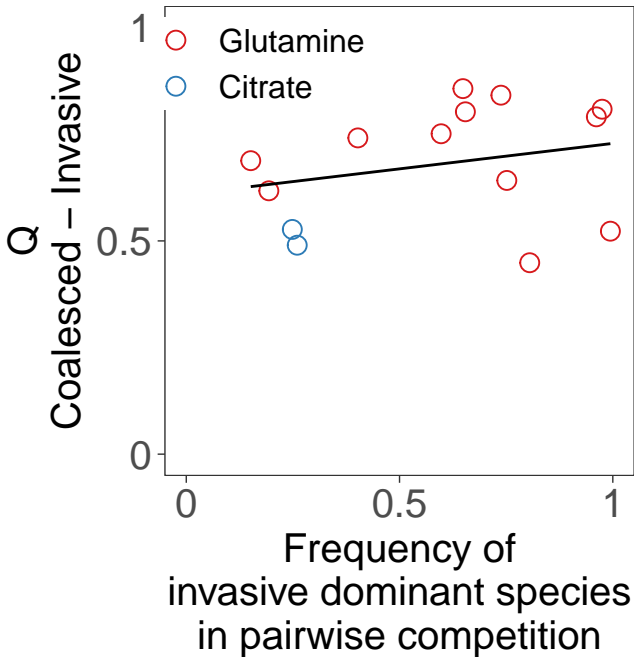 1
Glutamine
Citrate
Q
Coalesced – Invasive
0.5
0
0
0.5
1
Frequency of
invasive dominant species
in pairwise competition